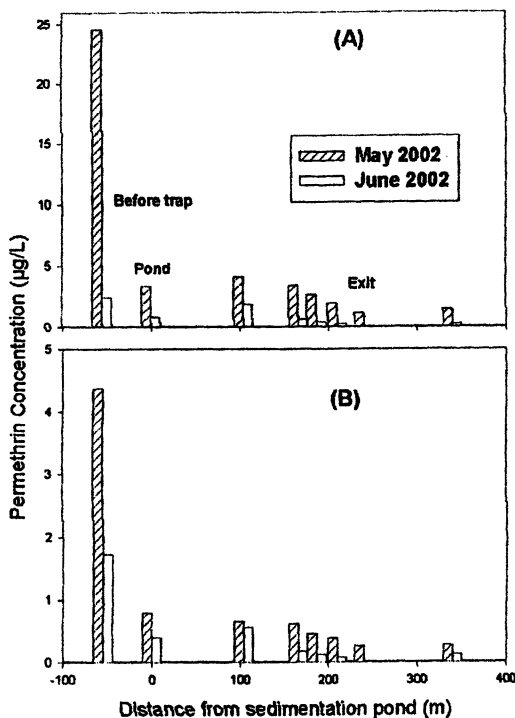 (A)
25
20
15
10
5
0
May 2002
June 2002
Before trap
Pond
Exit
Permethrin Concentration (µg/L)
(B)
5
4
3
2
1
0
-100
0
100
200
300
400
Distance from sedimentation pond (m)